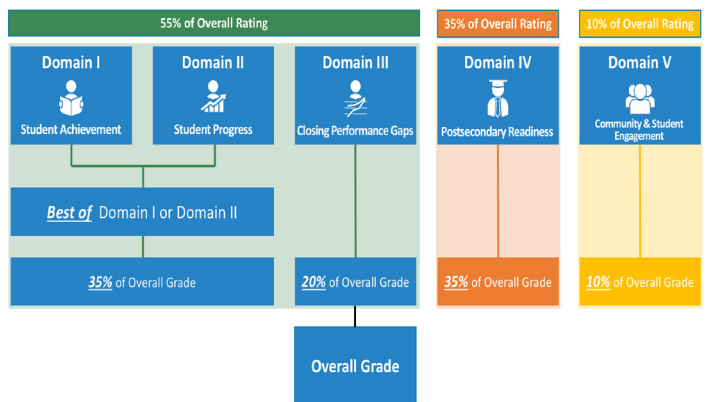 55% of Overall Rating
35% of Overall Rating
10% of Overall Rating
Domain I
Student Achievement
Domain II
Student Progress
Domain III
Closing Performance Gaps
Domain IV
Postsecondary Readiness
Domain V
Community & Student
Engagement
Best of Domain I or Domain II
35% of Overall Grade
20% of Overall Grade
35% of Overall Grade
10% of Overall Grade
Overall Grade